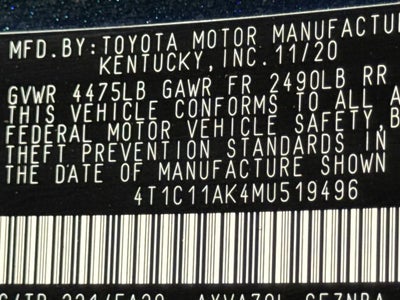 MFD.BY: TOYOTA MOTOR MANUFACTUR
KENTUCKY, INC. 11/20
GVWR 4475LB GAWR FR 2490LB RR
THIS VEHICLE CONFORMS TO ALL A
FEDERAL MOTOR VEHICLE SAFETY, B
THEFT PREVENTION STANDARDS IN
THE DATE OF MANUFACTURE SHOWN
4T1C11AK4MU519496